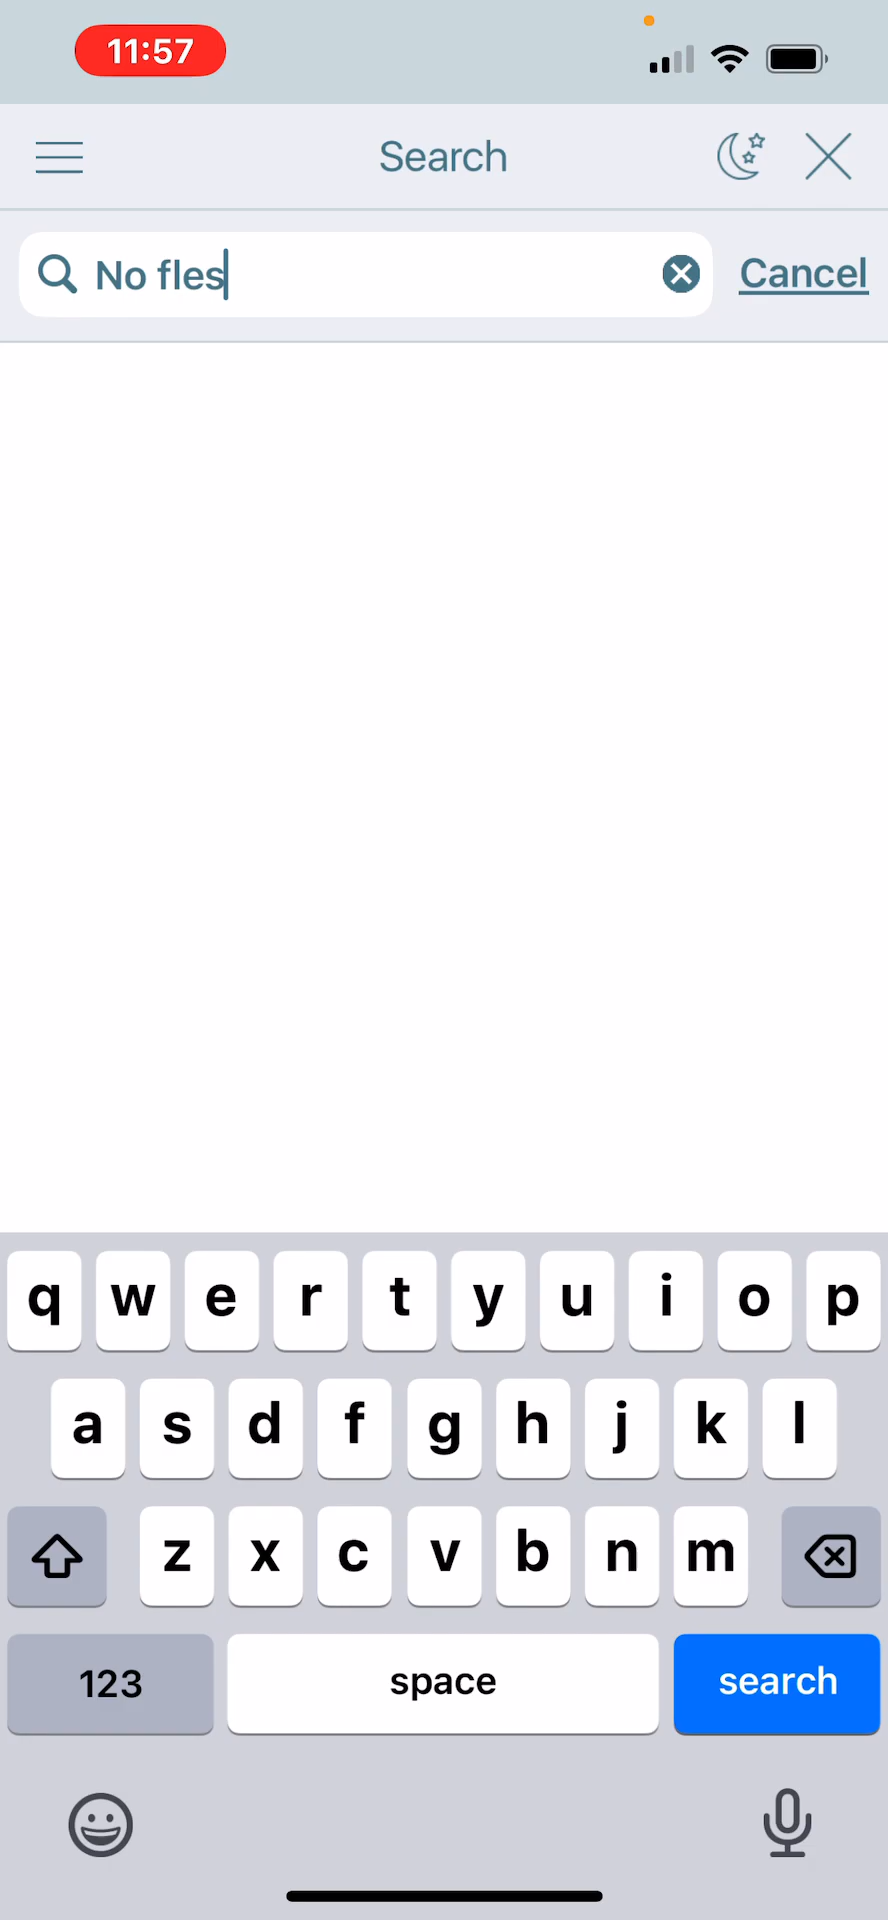 11:57
Search
No fles
Cancel
q w e r t y u i o p
a s d f g h j k l
z x c v b n m
123 space search